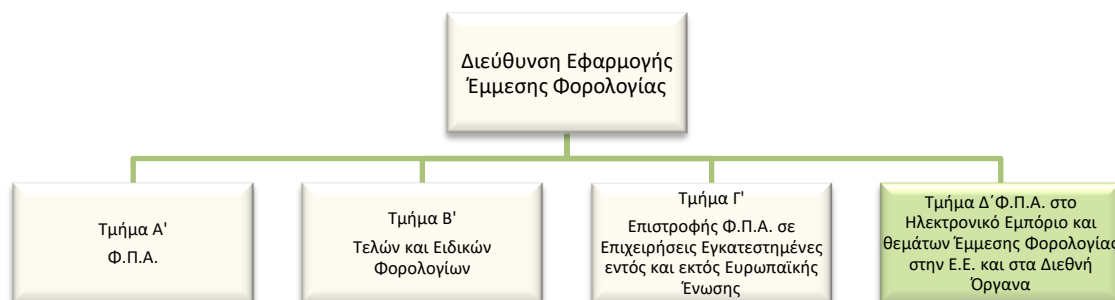 Διεύθυνση Εφαρμογής
Έμμεσης Φορολογίας
Τμήμα Α'
Φ.Π.Α.
Τμήμα Β'
Τελών και Ειδικών
Φορολογίων
Τμήμα Γ'
Επιστροφής Φ.Π.Α. σε
Επιχειρήσεις Εγκατεστημένες
εντός και εκτός Ευρωπαϊκής
Ένωσης
Τμήμα Δ΄Φ.Π.Α. στο
Ηλεκτρονικό Εμπόριο και
θεμάτων Έμμεσης Φορολογίας
στην Ε.Ε. και στα Διεθνή
Όργανα